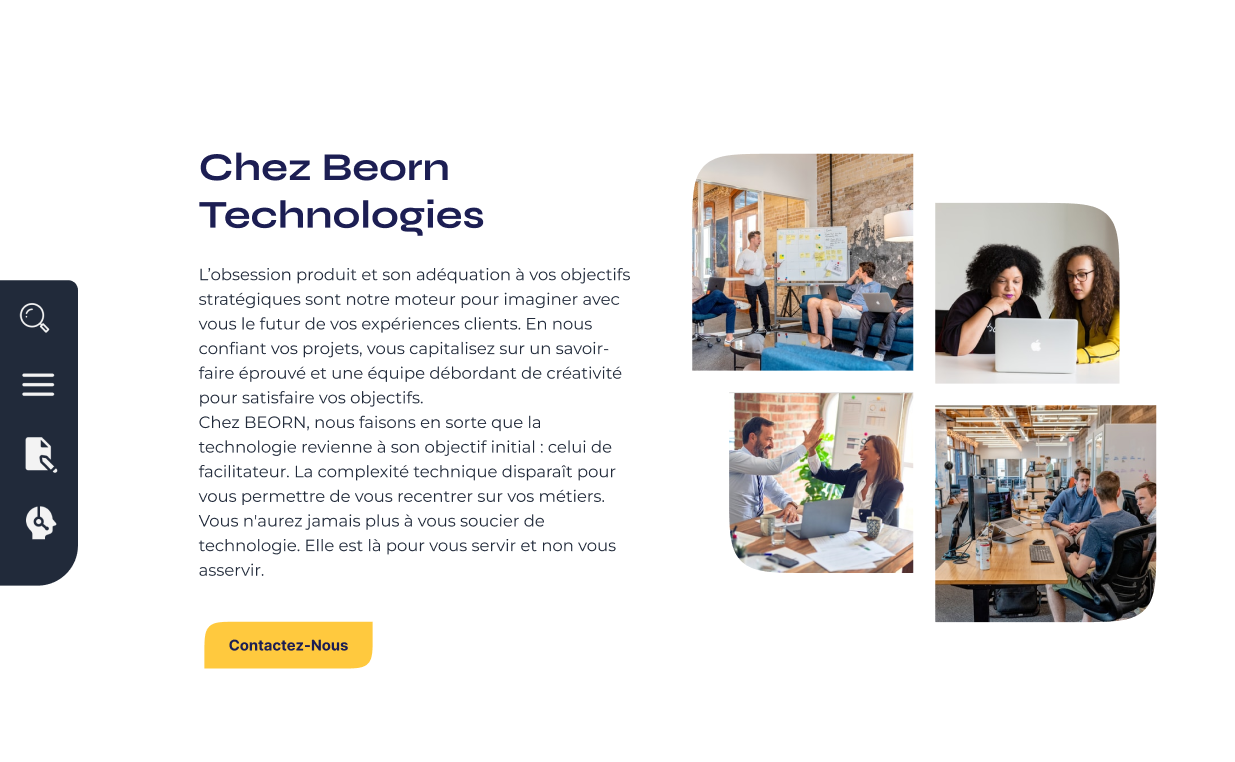 Chez Beorn
Technologies
L’obsession produit et son adéquation à vos objectifs
stratégiques sont notre moteur pour imaginer avec
vous le futur de vos expériences clients. En nous
confiant vos projets, vous capitalisez sur un savoir-
faire éprouvé et une équipe débordant de créativité
pour satisfaire vos objectifs.
Chez BEORN, nous faisons en sorte que la
technologie revienne à son objectif initial : celui de
facilitateur. La complexité technique disparaît pour
vous permettre de vous recentrer sur vos métiers.
Vous n'aurez jamais plus à vous soucier de
technologie. Elle est là pour vous servir et non vous
asservir.
Contactez-Nous